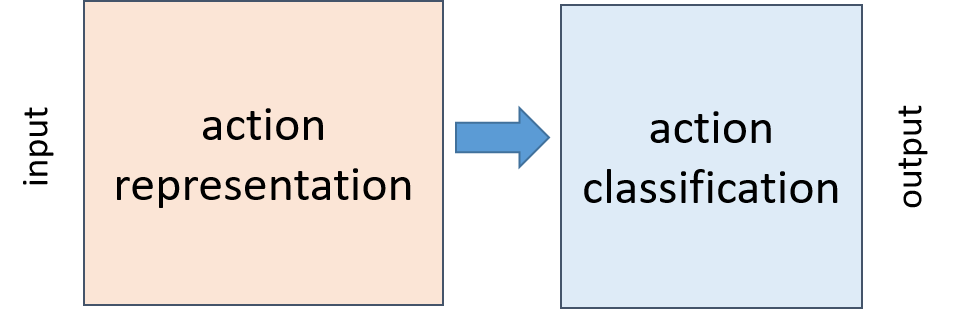 input
action
representation
action
classification
output